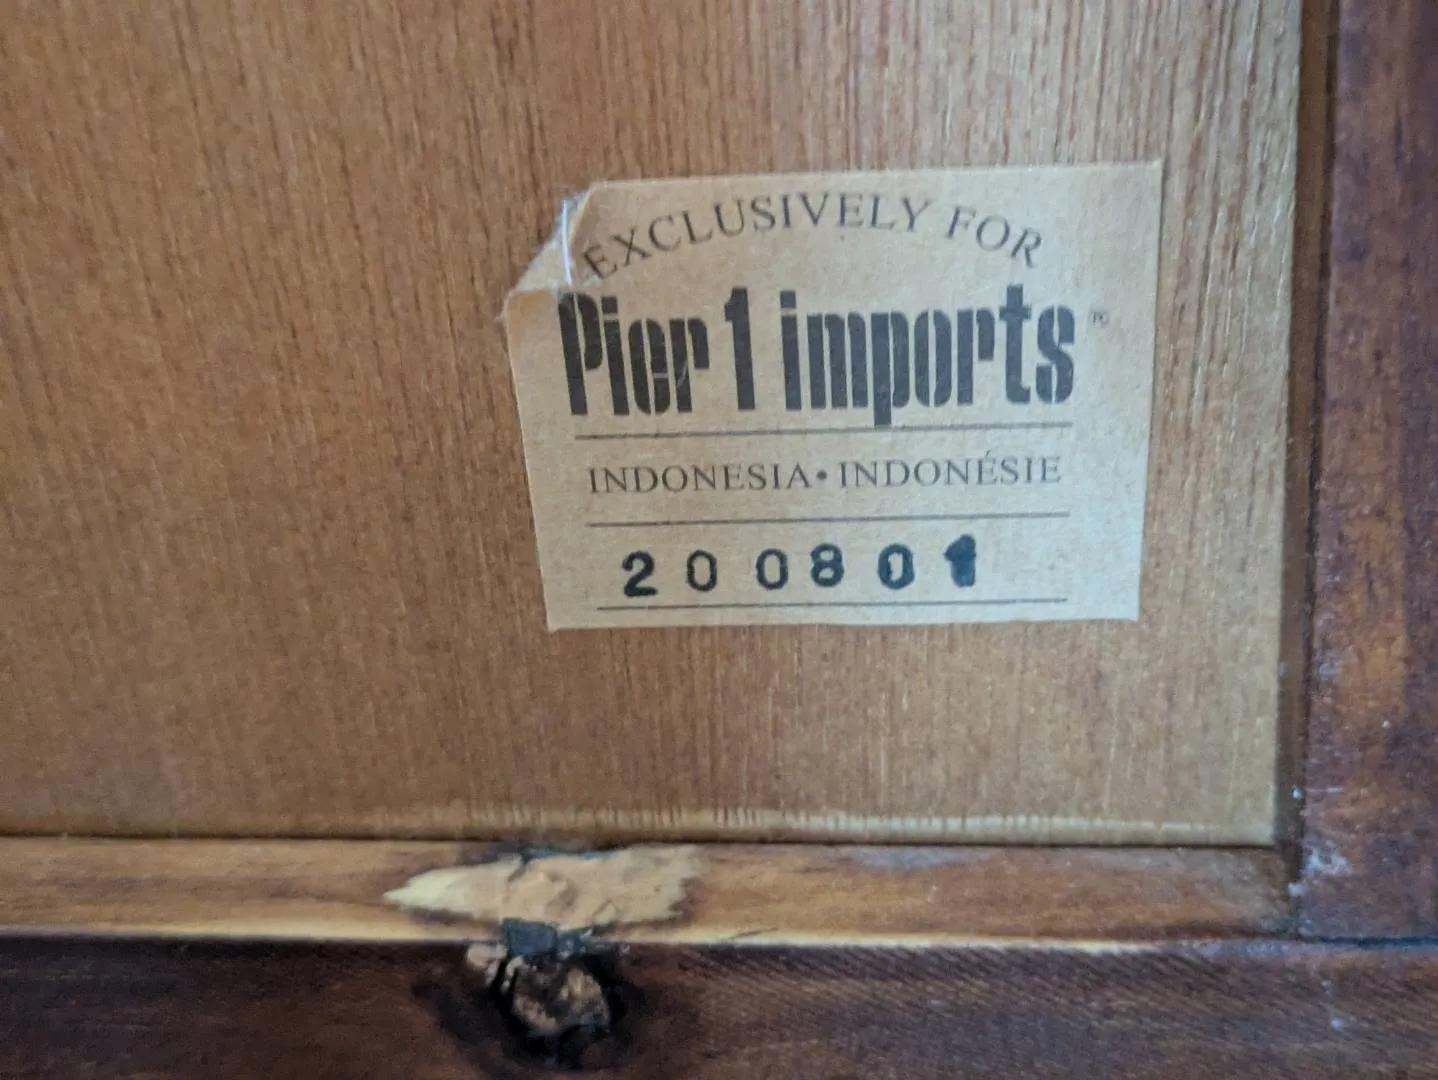 EXCLUSIVELY FOR
Pier 1 imports®
INDONESIA • INDONÉSIE
200801